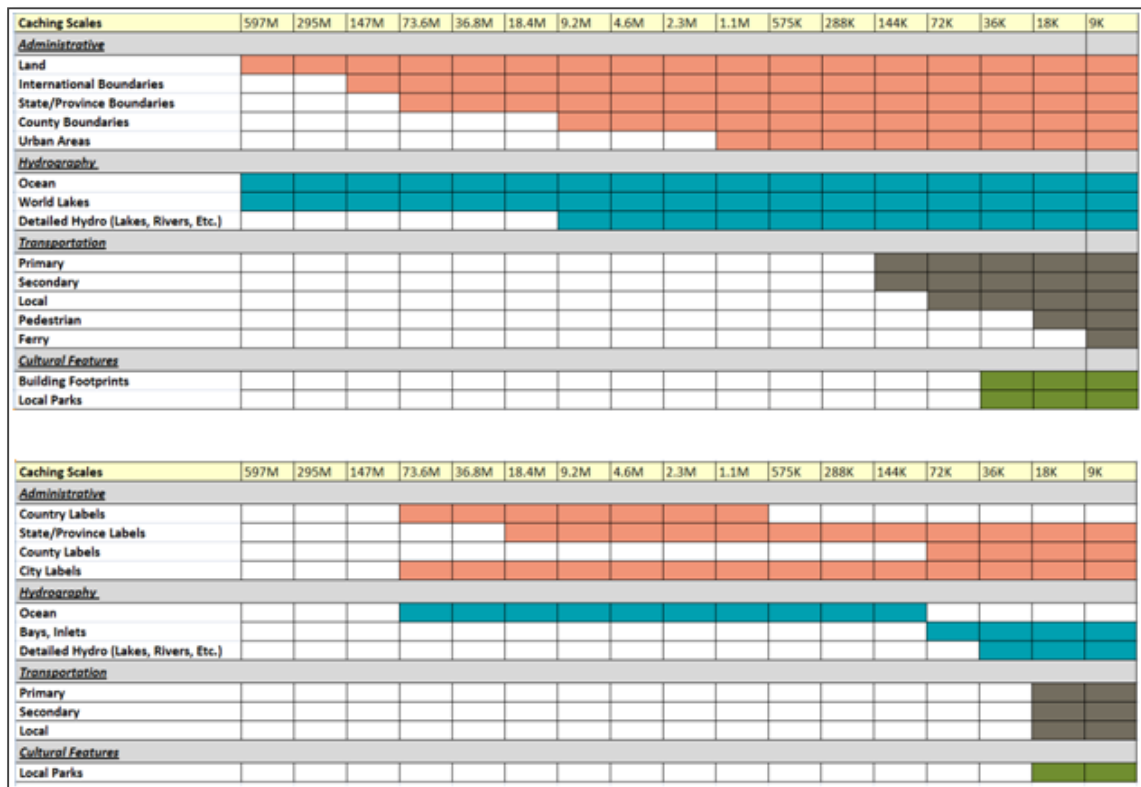 Caching Scales 597M 295M 147M 73.6M 36.8M 18.4M 9.2M 4.6M 2.3M 1.1M 575K 288K 144K 72K 36K 18K 9K
Administrative
Land
International Boundaries
State/Province Boundaries
County Boundaries
Urban Areas
Hydrography
Ocean
World Lakes
Detailed Hydro (Lakes, Rivers, Etc.)
Transportation
Primary
Secondary
Local
Pedestrian
Ferry
Cultural Features
Building Footprints
Local Parks
Caching Scales 597M 295M 147M 73.6M 36.8M 18.4M 9.2M 4.6M 2.3M 1.1M 575K 288K 144K 72K 36K 18K 9K
Administrative
Country Labels
State/Province Labels
County Labels
City Labels
Hydrography
Ocean
Bays, Inlets
Detailed Hydro (Lakes, Rivers, Etc.)
Transportation
Primary
Secondary
Local
Cultural Features
Local Parks